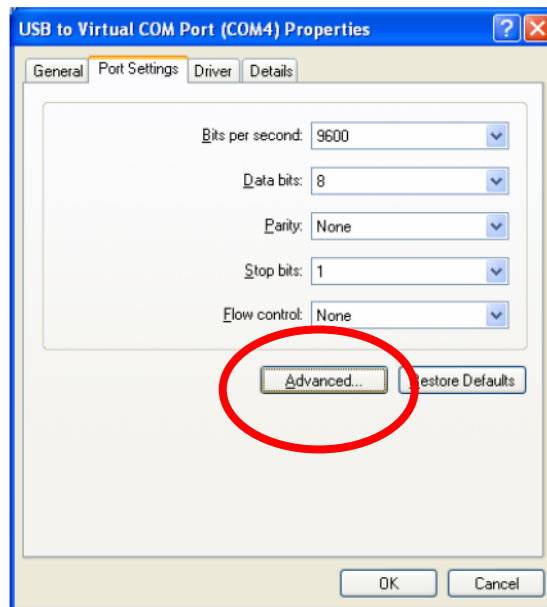 USB to Virtual COM Port (COM4) Properties
General Port Settings Driver Details
Bits per second: 9600
Data bits: 8
Parity: None
Stop bits: 1
Flow control: None
Advanced... Restore Defaults
OK Cancel